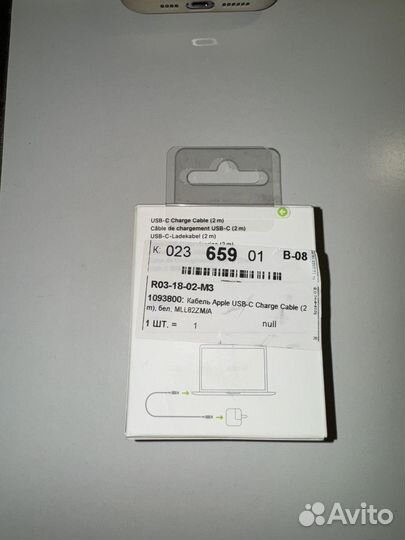 USB-C Charge Cable (2 m)
Câble de chargement USB-C (2 m)
USB-C-Ladekabel (2 m)
(2 m)
K: 023 659 01 B-08
R03-18-02-M3
1093800: Кабель Apple USB-C Charge Cable (2
m), бел, MLL82ZM/A
1 ШТ. = 1 null
Avito